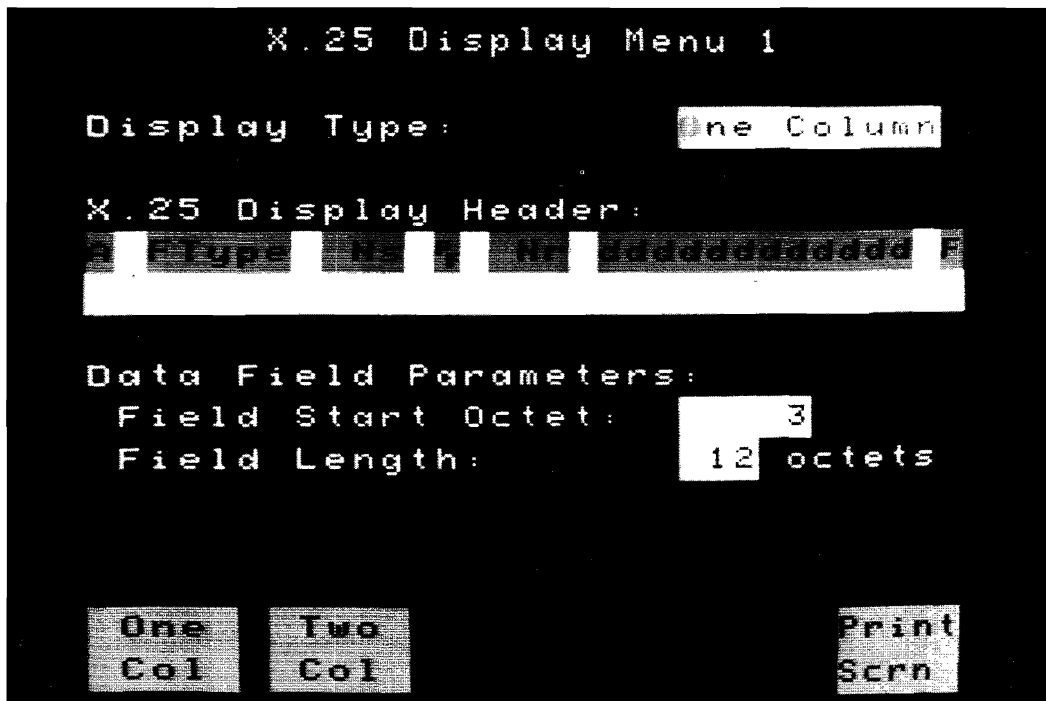 X.25 Display Menu 1
Display Type: One Column
X.25 Display Header:
A FType Ns Nr dddddddddddd F
Data Field Parameters:
Field Start Octet: 3
Field Length: 12 octets
One Two Print
Col Col Scrn